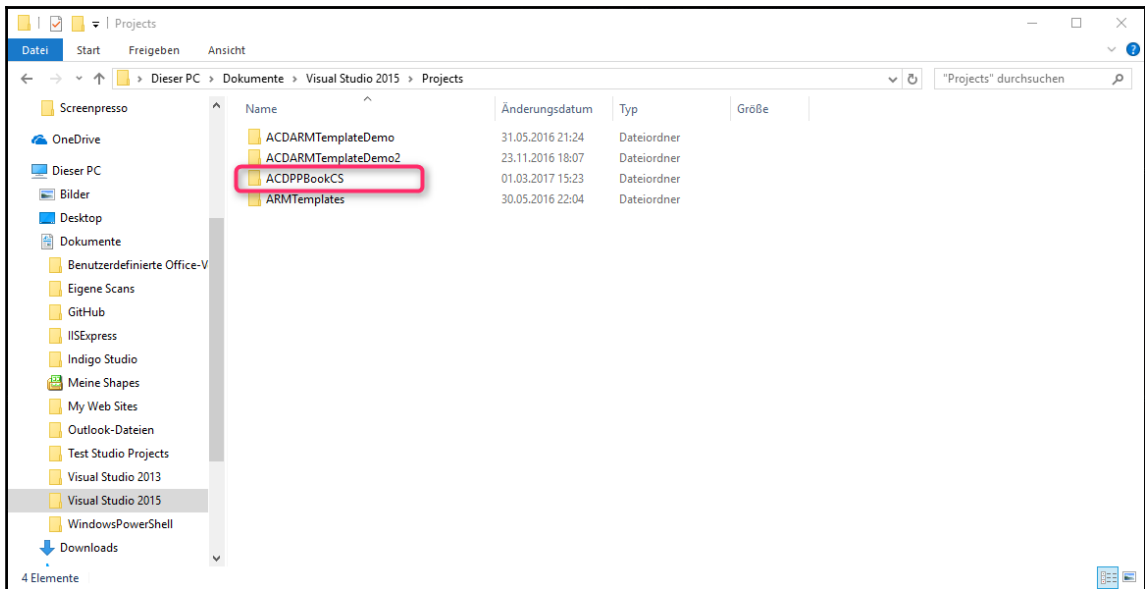 Projects
Datei Start Freigeben Ansicht
Dieser PC > Dokumente > Visual Studio 2015 > Projects "Projects" durchsuchen
Screenpresso
OneDrive
Dieser PC
Bilder
Desktop
Dokumente
Benutzerdefinierte Office-V
Eigene Scans
GitHub
IISExpress
Indigo Studio
Meine Shapes
My Web Sites
Outlook-Dateien
Test Studio Projects
Visual Studio 2013
Visual Studio 2015
WindowsPowerShell
Downloads
Name Änderungsdatum Typ Größe
ACDARMTemplateDemo 31.05.2016 21:24 Dateiordner
ACDARMTemplateDemo2 23.11.2016 18:07 Dateiordner
ACDPPBookCS 01.03.2017 15:23 Dateiordner
ARMTemplates 30.05.2016 22:04 Dateiordner
4 Elemente